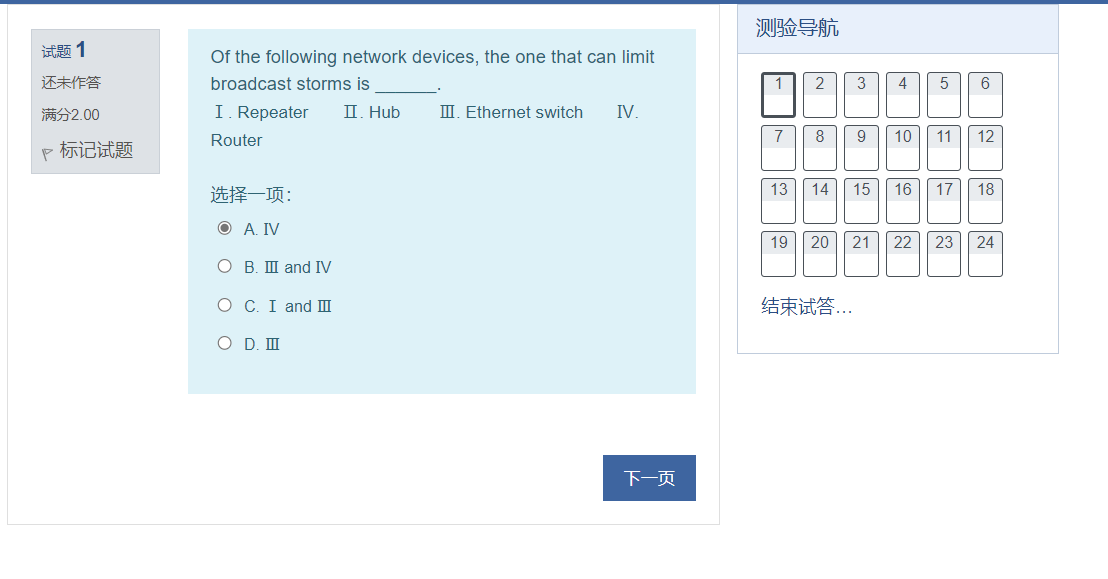 试题 1
还未作答
满分2.00
标记试题
Of the following network devices, the one that can limit
broadcast storms is _______.
Ⅰ. Repeater Ⅱ. Hub Ⅲ. Ethernet switch Ⅳ.
Router
选择一项：
A. Ⅳ
B. Ⅲ and Ⅳ
C. Ⅰ and Ⅲ
D. Ⅲ
下一页
测验导航
1 2 3 4 5 6
7 8 9 10 11 12
13 14 15 16 17 18
19 20 21 22 23 24
结束试答…